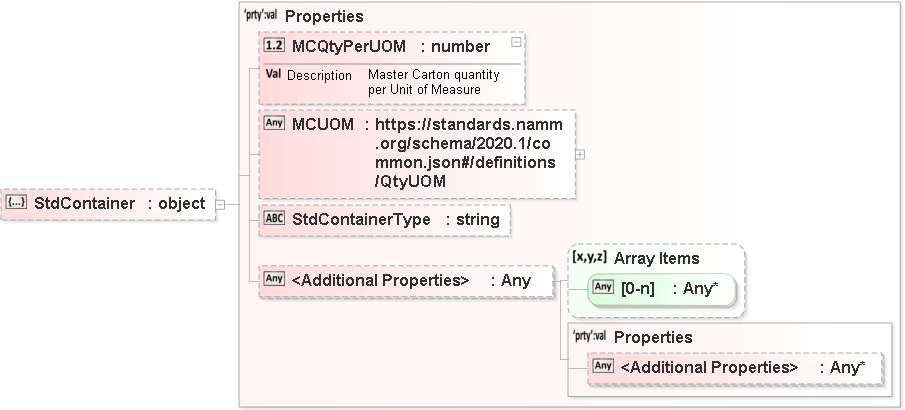 'prty':val Properties
1.2 MCQtyPerUOM : number
Val Description Master Carton quantity
per Unit of Measure
Any MCUOM : https://standards.namm
.org/schema/2020.1/co
mmon.json#/definitions
/QtyUOM
{...} StdContainer : object
ABC StdContainerType : string
[x,y,z] Array Items
Any <Additional Properties> : Any
Any [0-n] : Any*
'prty':val Properties
Any <Additional Properties> : Any*